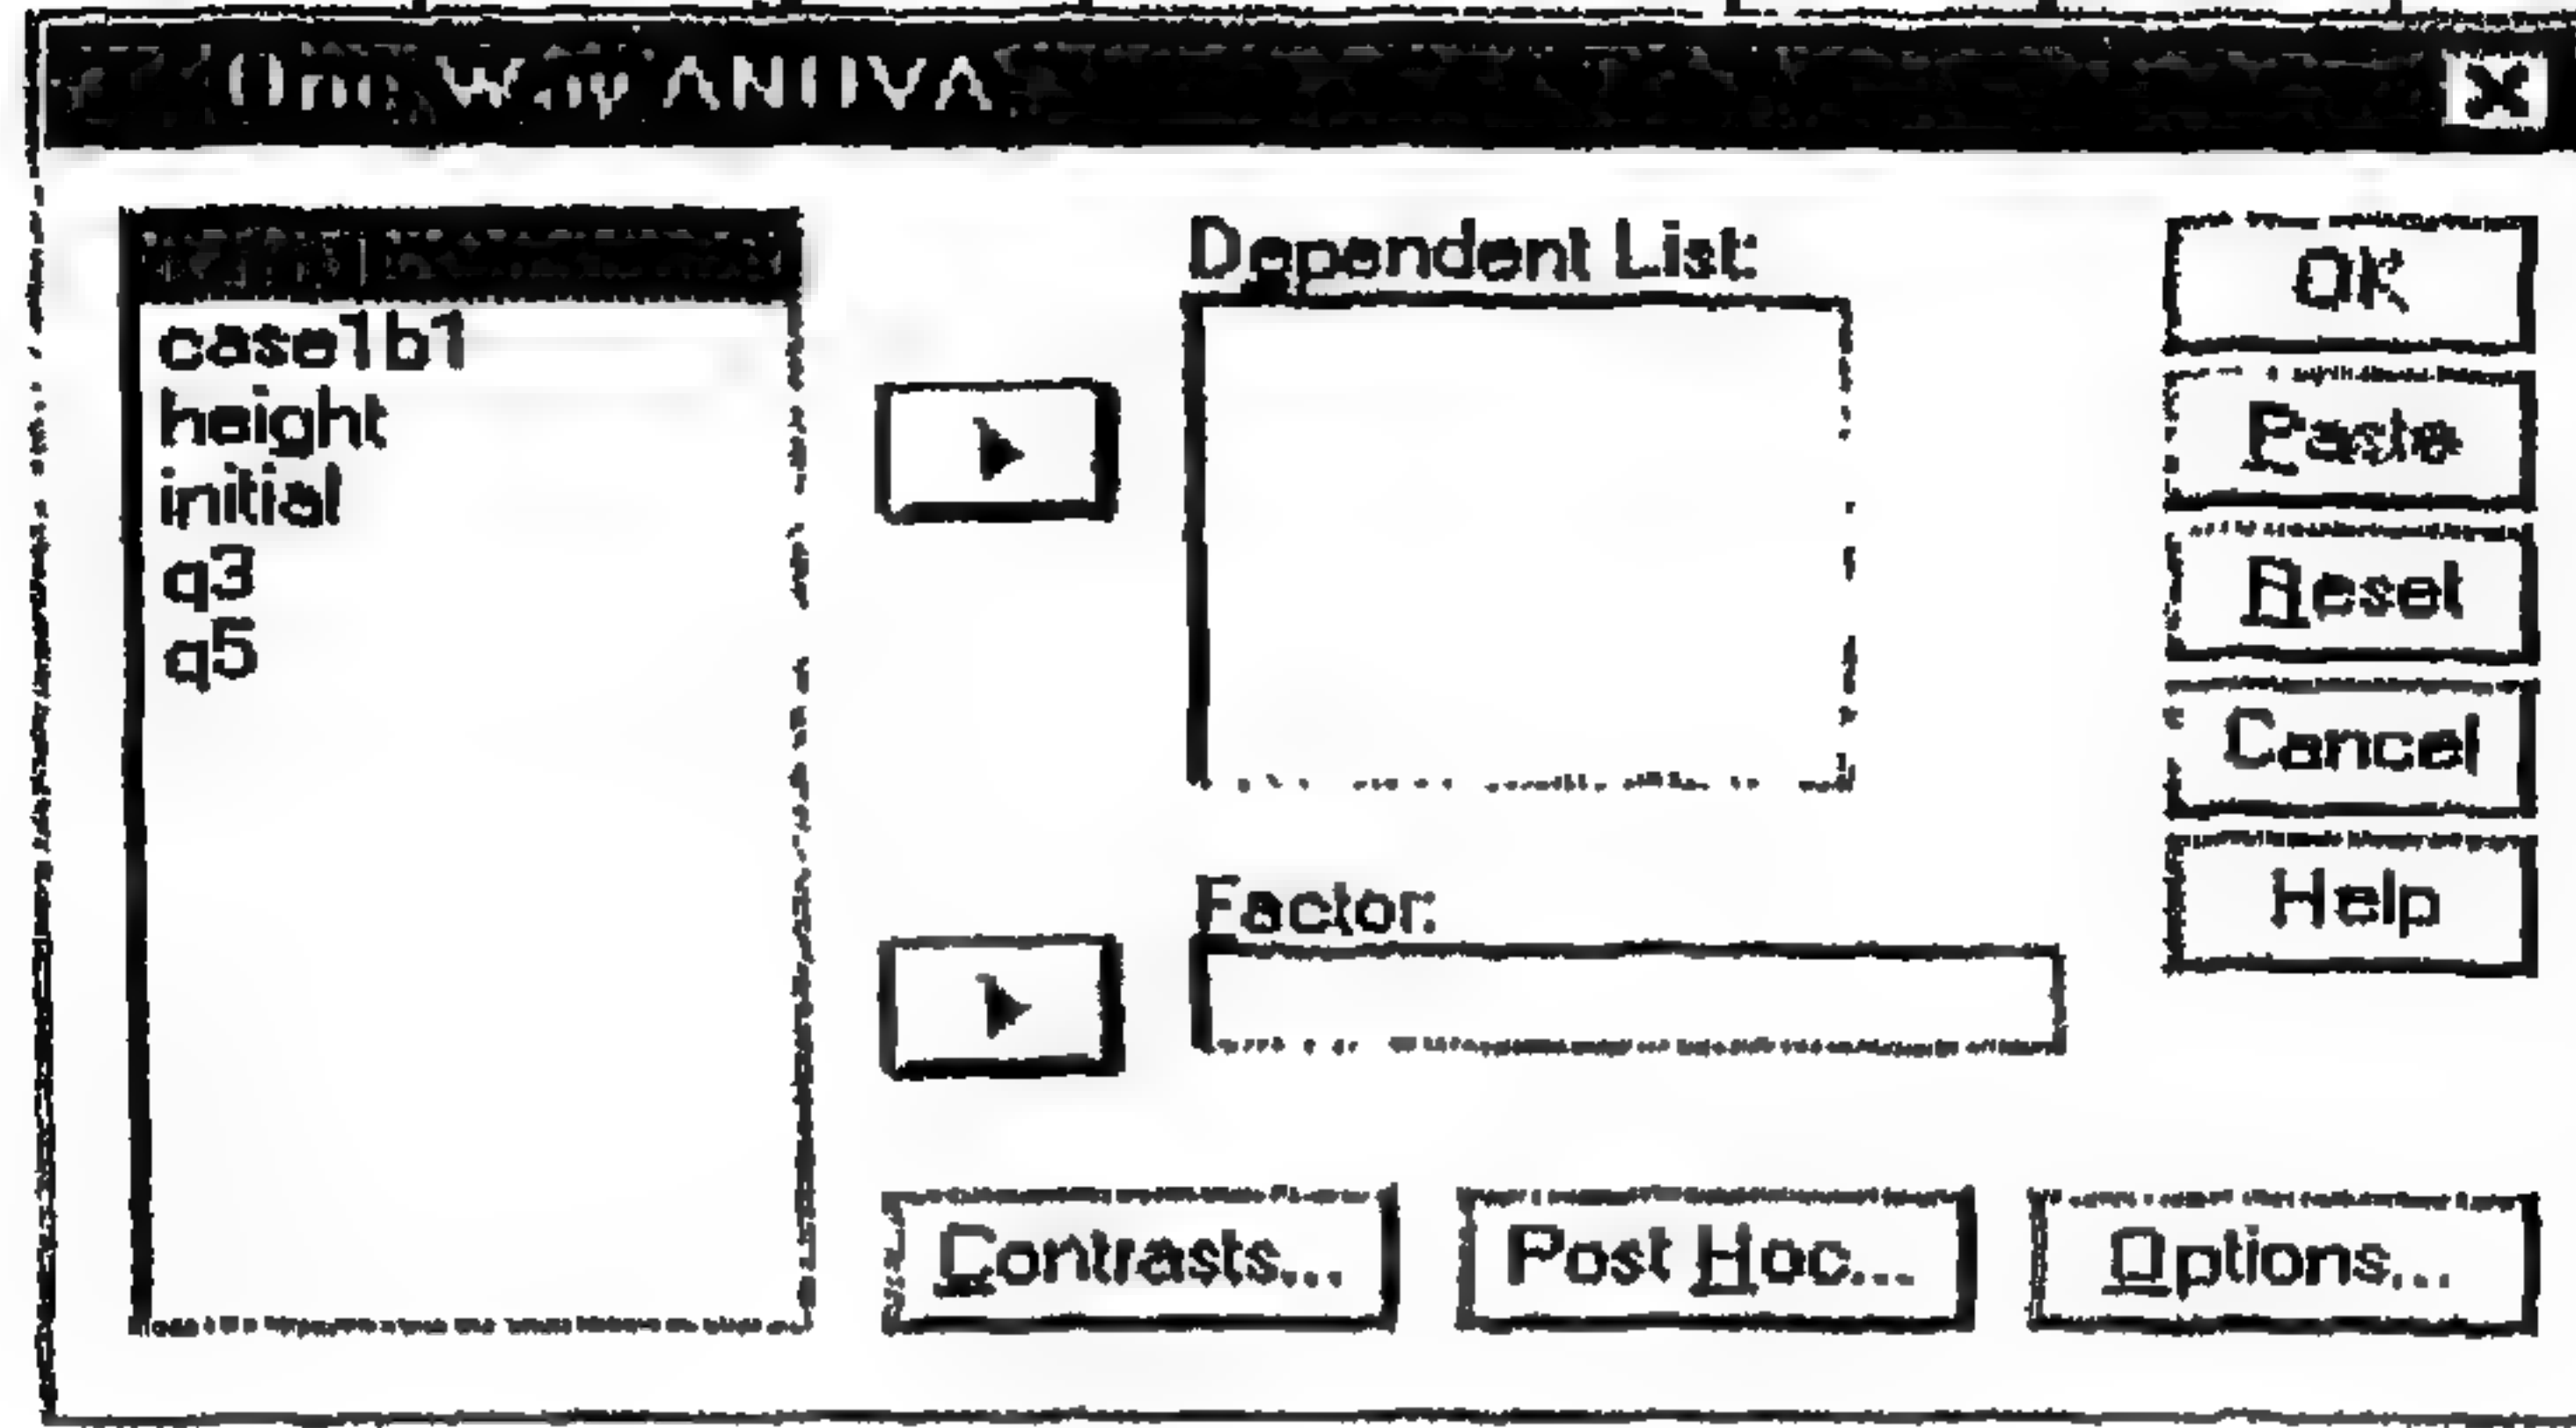 One Way ANOVA
case1b1
height
initial
q3
q5
Dependent List:
Factor:
OK
Paste
Reset
Cancel
Help
Contrasts...
Post Hoc...
Options...